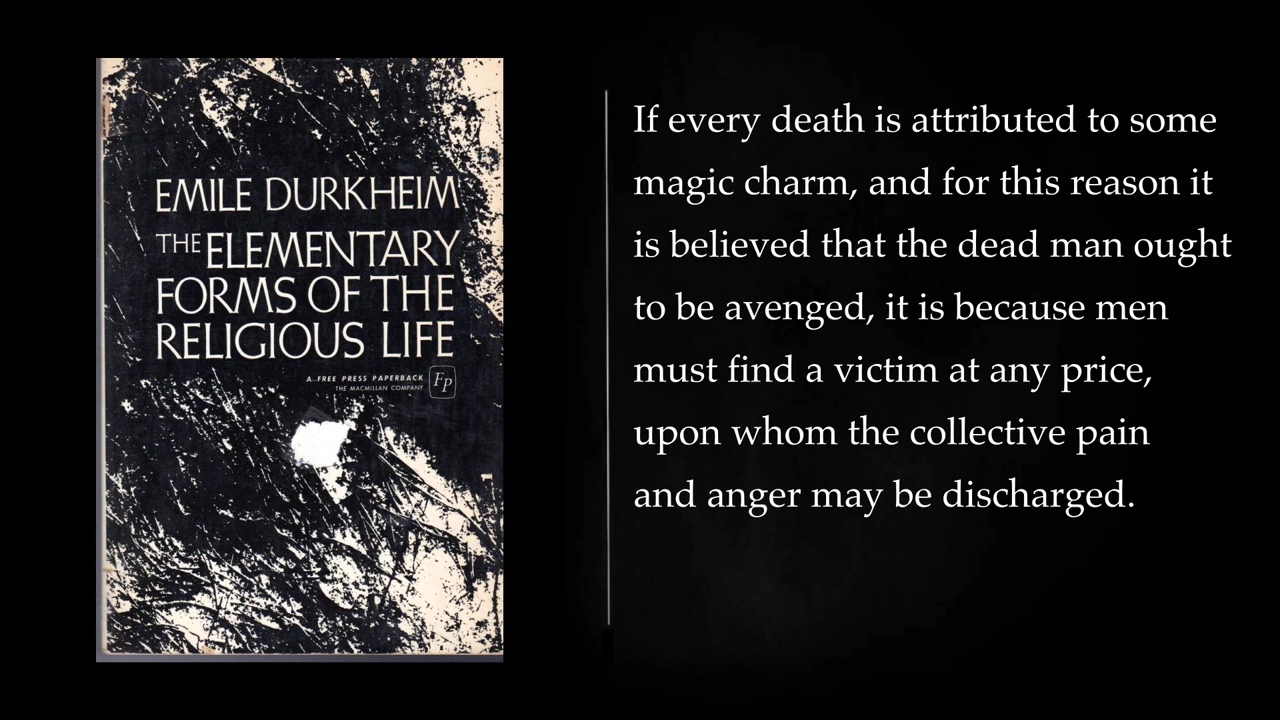 EMILE DURKHEIM
THE ELEMENTARY
FORMS OF THE
RELIGIOUS LIFE
A FREE PRESS PAPERBACK
THE MACMILLAN COMPANY
Fp
If every death is attributed to some
magic charm, and for this reason it
is believed that the dead man ought
to be avenged, it is because men
must find a victim at any price,
upon whom the collective pain
and anger may be discharged.